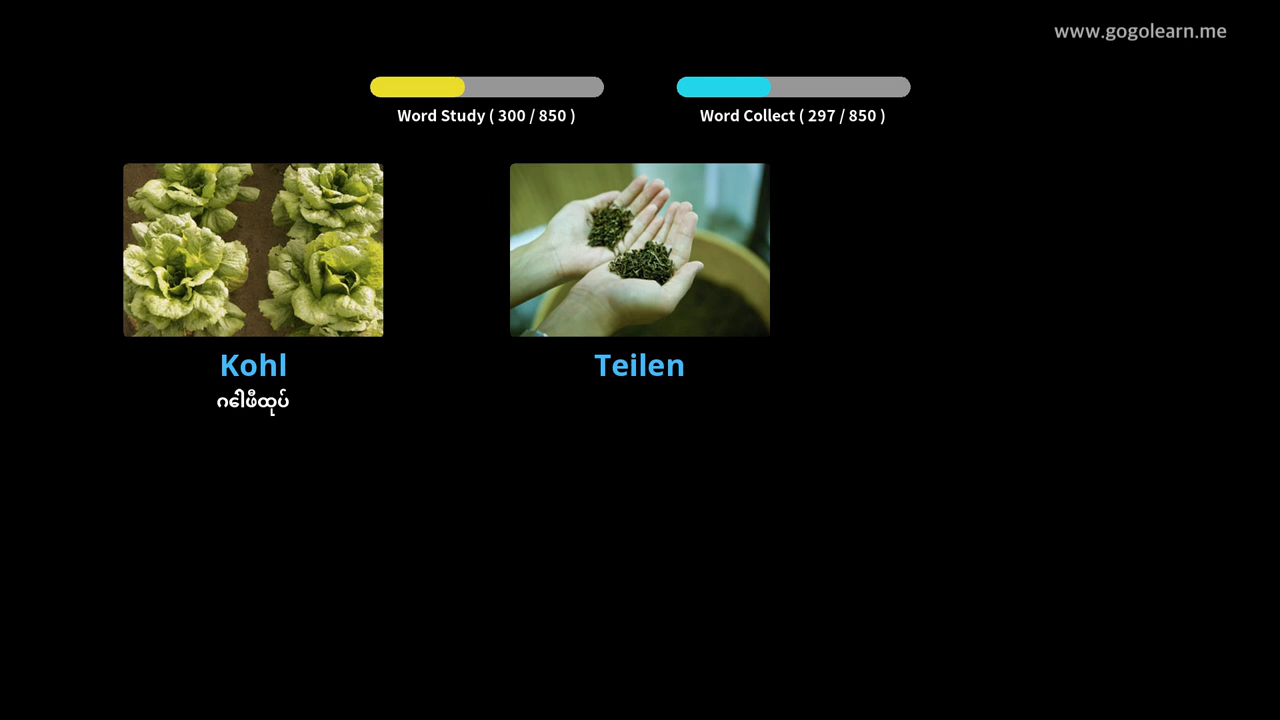 www.gogolearn.me
Word Study ( 300 / 850 )
Word Collect ( 297 / 850 )
Kohl
ဂေါ်ဖီထုပ်
Teilen